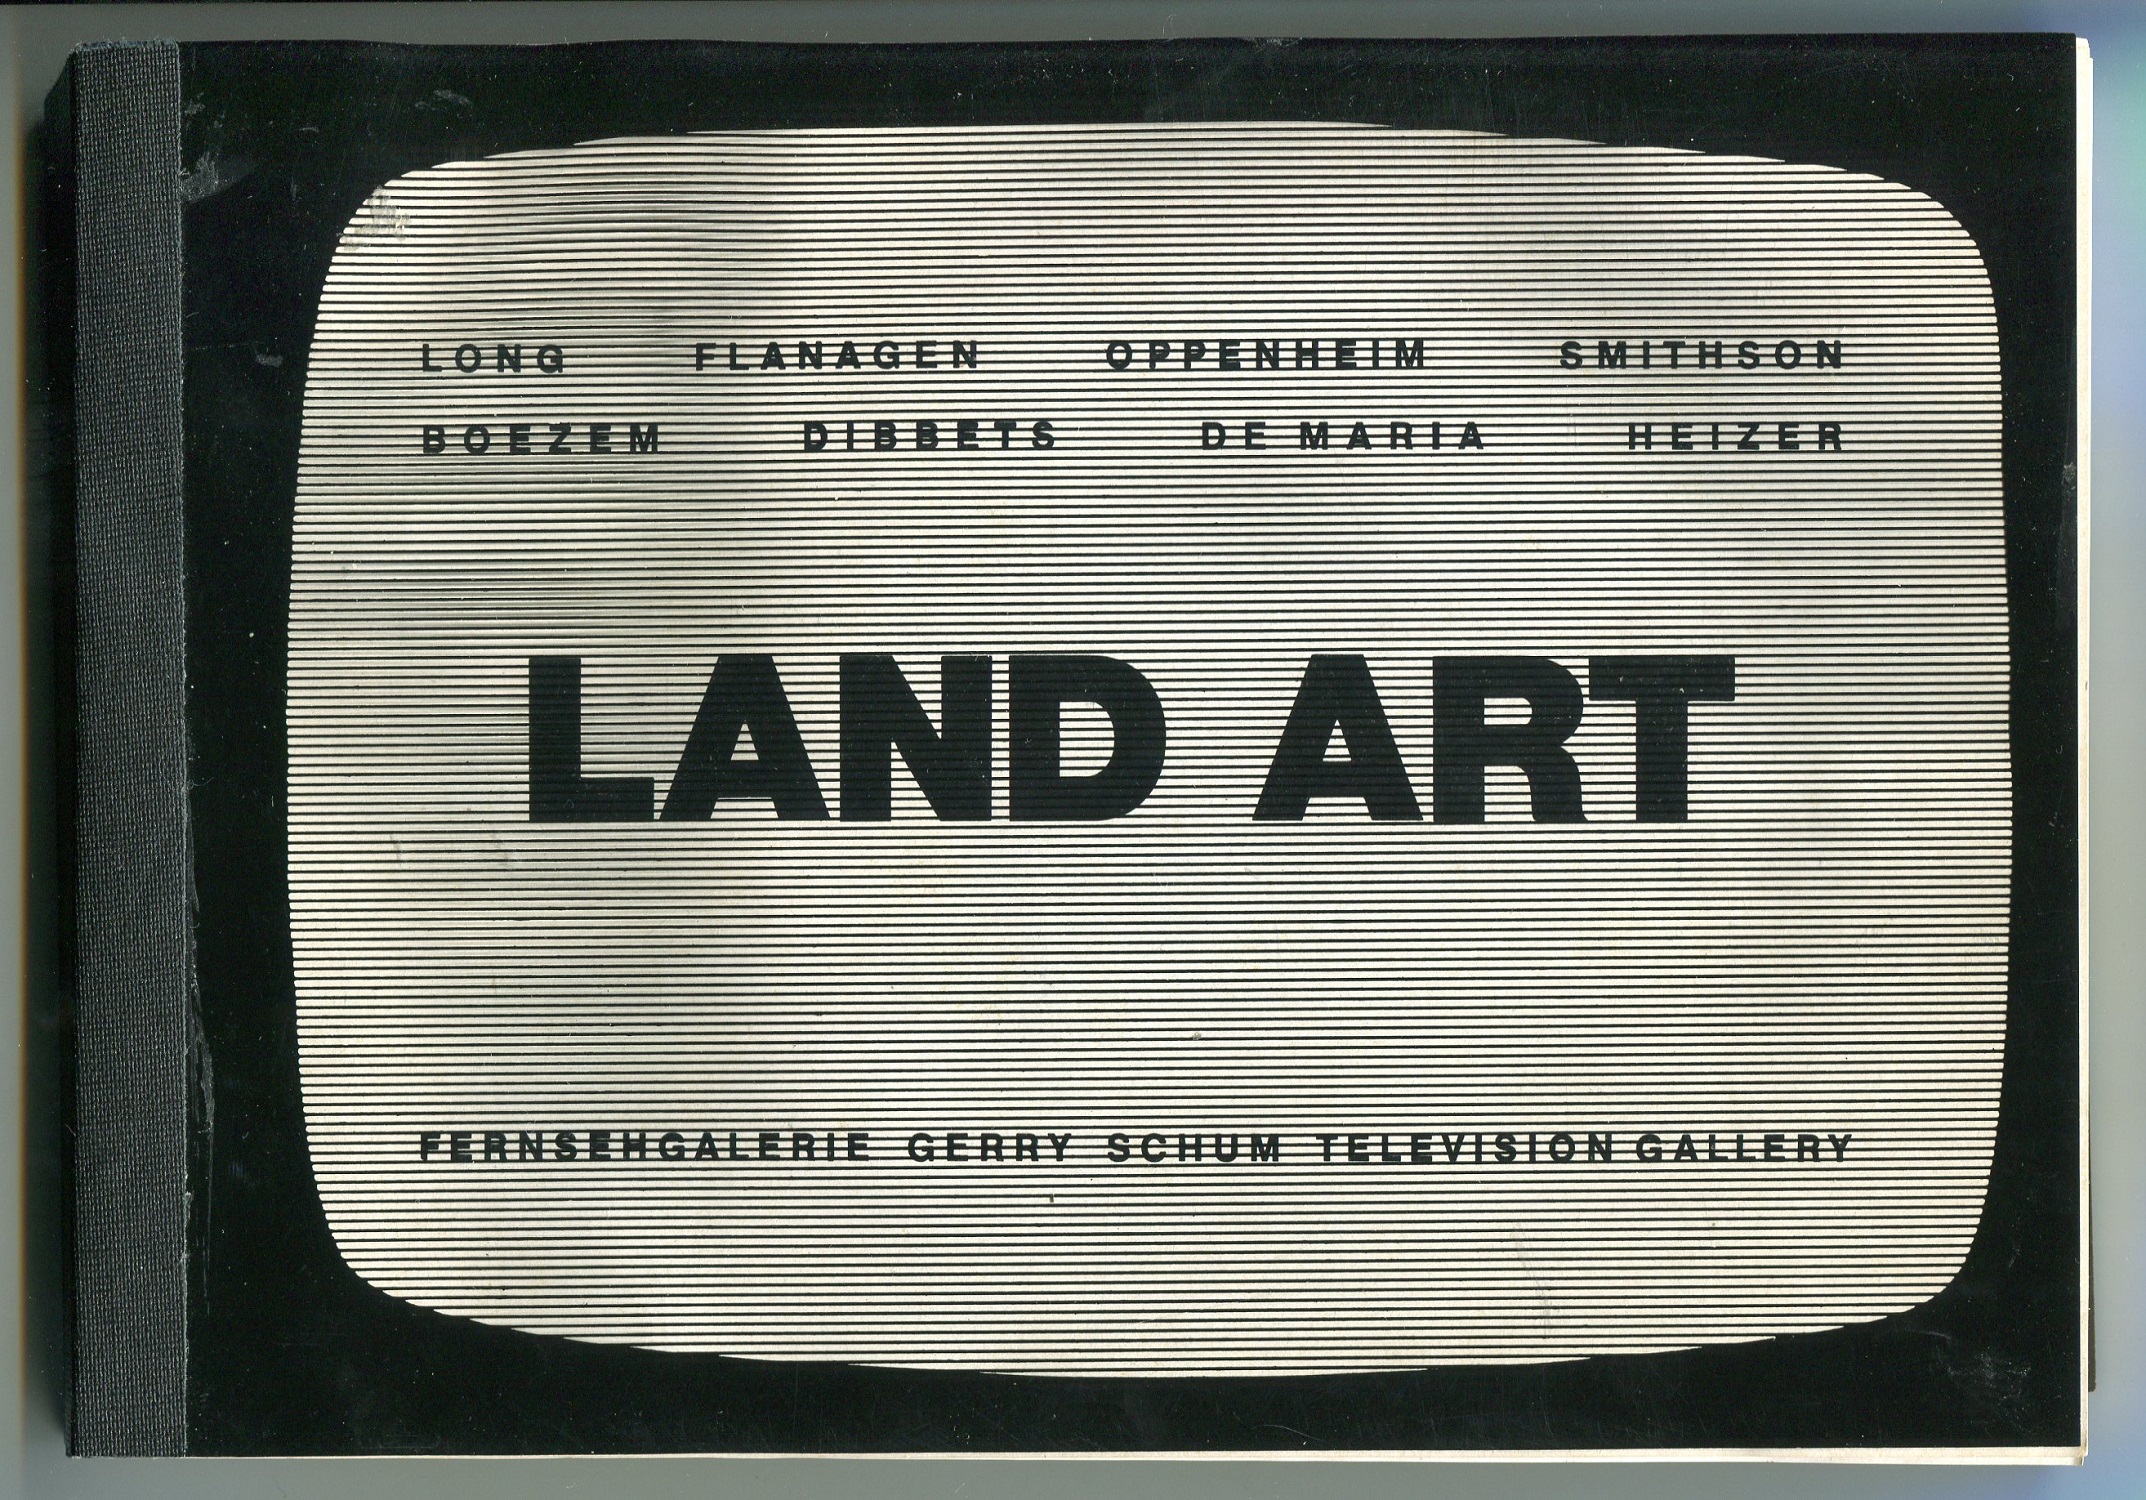 LONG FLANAGEN OPPENHEIM SMITHSON
BOEZEM DIBBETS DE MARIA HEIZER
LAND ART
FERNSEHGALERIE GERRY SCHUM TELEVISION GALLERY